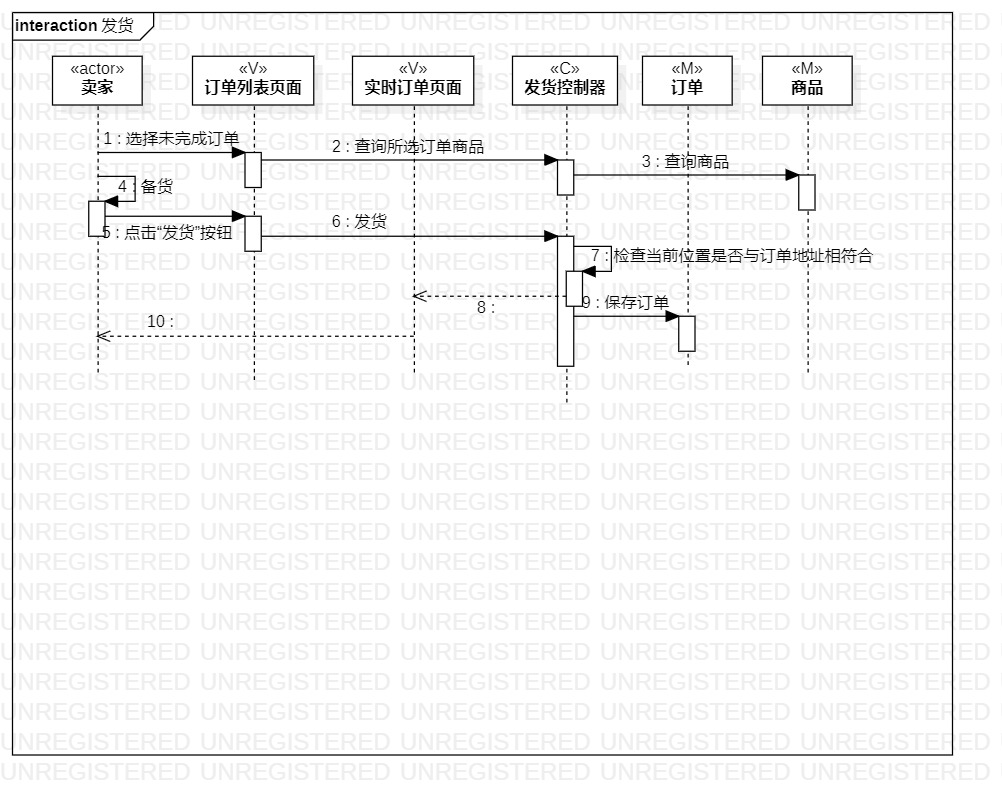 interaction 发货
«actor»
卖家
«V»
订单列表页面
«V»
实时订单页面
«C»
发货控制器
«M»
订单
«M»
商品
1 : 选择未完成订单
2 : 查询所选订单商品
3 : 查询商品
4 : 备货
5 : 点击“发货”按钮
6 : 发货
7 : 检查当前位置是否与订单地址相符合
8 :
9 : 保存订单
10 :
UNREGISTERED